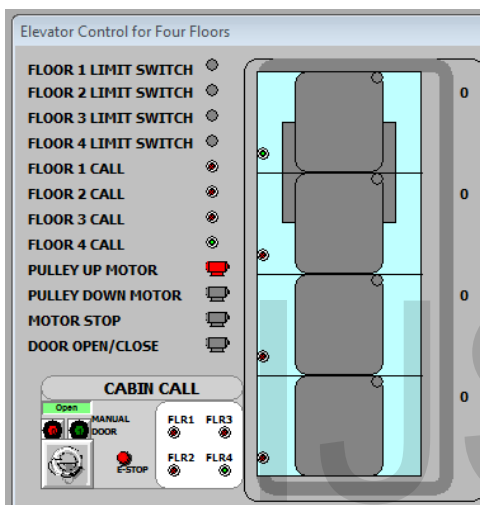 Elevator Control for Four Floors
FLOOR 1 LIMIT SWITCH
FLOOR 2 LIMIT SWITCH
FLOOR 3 LIMIT SWITCH
FLOOR 4 LIMIT SWITCH
FLOOR 1 CALL
FLOOR 2 CALL
FLOOR 3 CALL
FLOOR 4 CALL
PULLEY UP MOTOR
PULLEY DOWN MOTOR
MOTOR STOP
DOOR OPEN/CLOSE
0
0
0
0
CABIN CALL
Open
MANUAL
DOOR
E-STOP
FLR1 FLR3
FLR2 FLR4
IJS